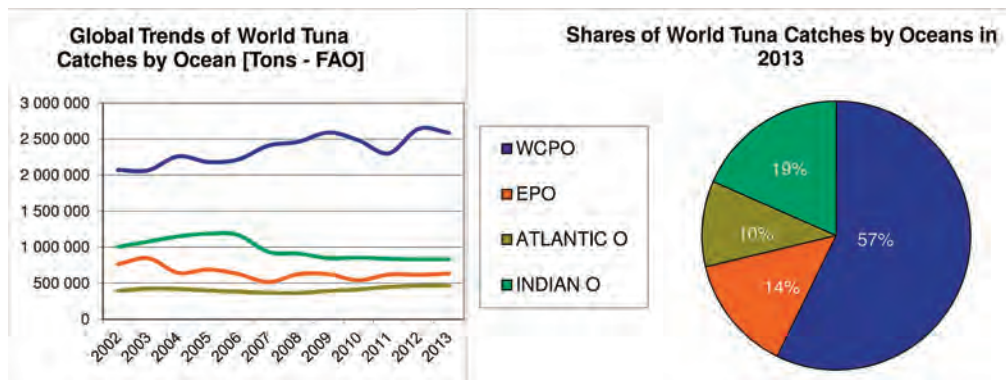 Global Trends of World Tuna
Catches by Ocean [Tons - FAO]
3 000 000
2 500 000
2 000 000
1 500 000
1 000 000
500 000
0
2002
2003
2004
2005
2006
2007
2008
2009
2010
2011
2012
2013
WCPO
EPO
ATLANTIC O
INDIAN O
Shares of World Tuna Catches by Oceans in
2013
19%
10%
57%
14%